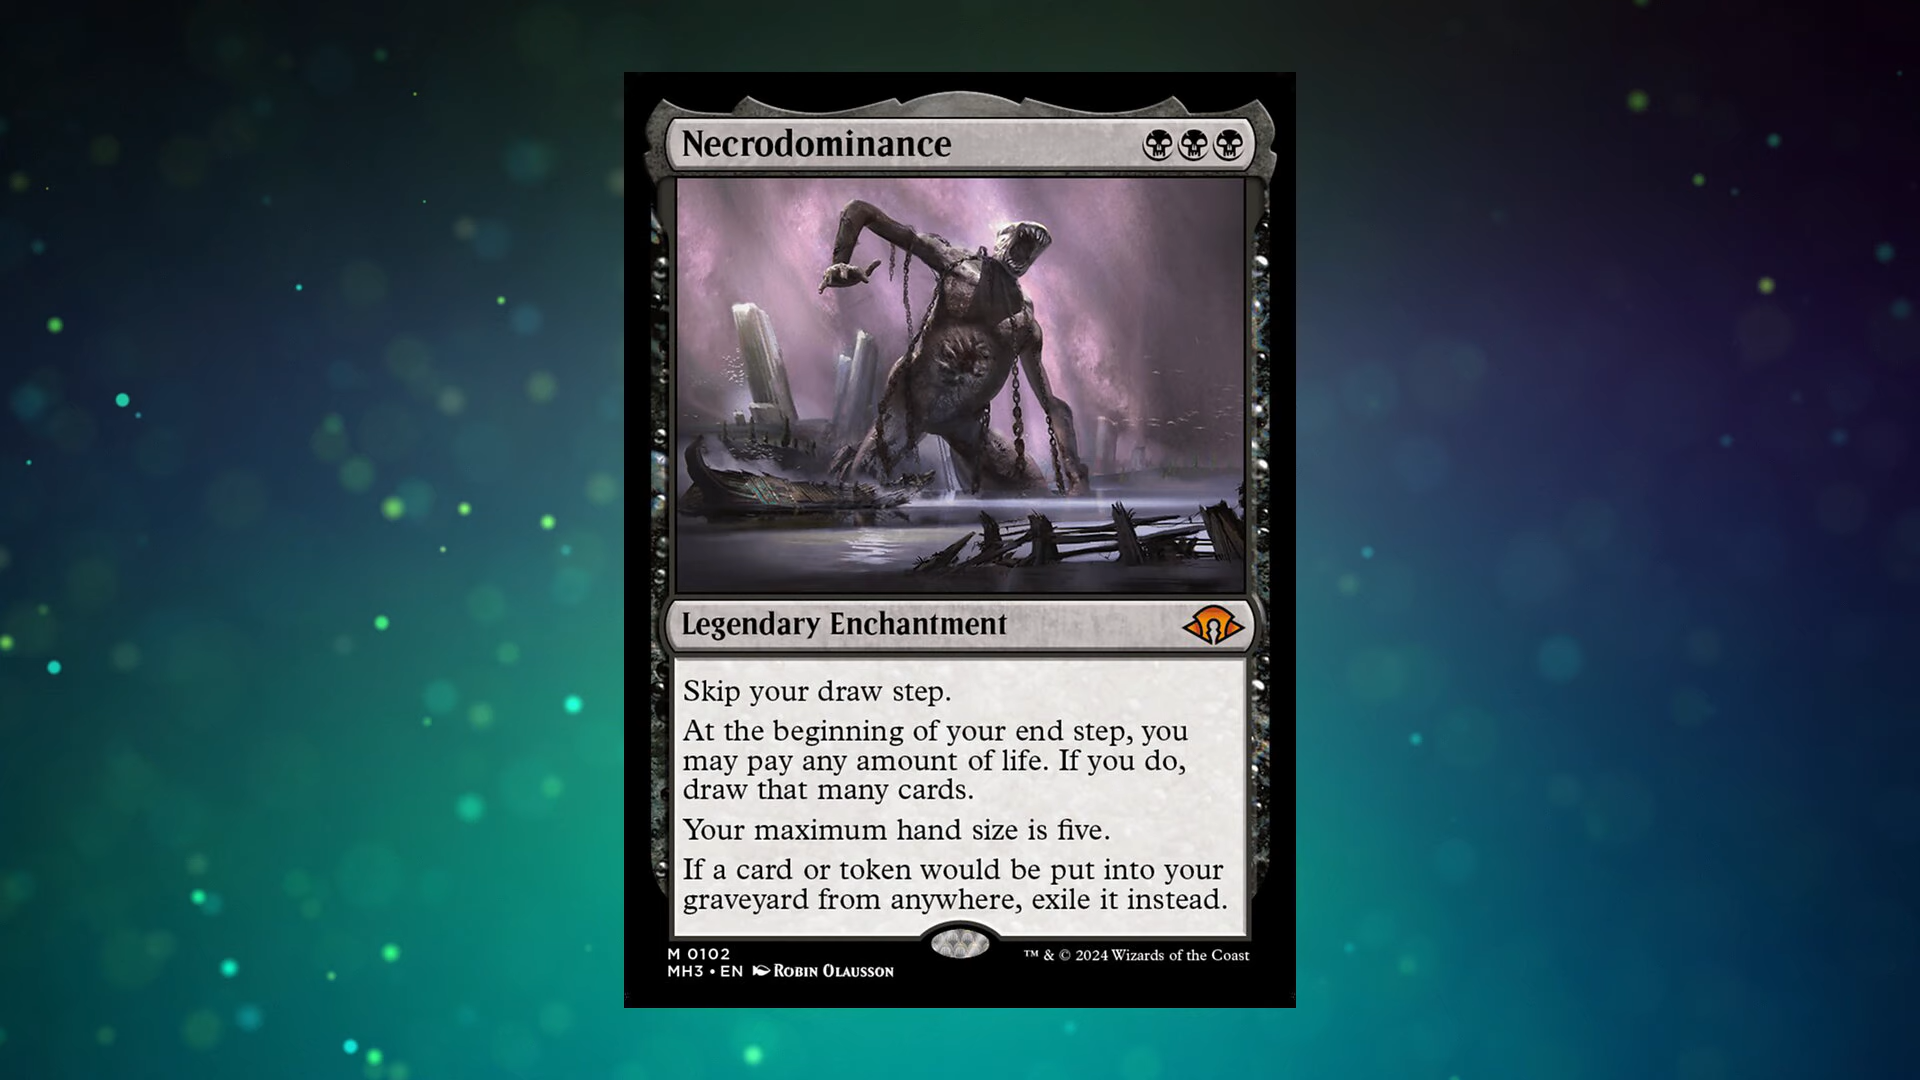 Necrodominance
Legendary Enchantment
Skip your draw step.
At the beginning of your end step, you
may pay any amount of life. If you do,
draw that many cards.
Your maximum hand size is five.
If a card or token would be put into your
graveyard from anywhere, exile it instead.
M 0102
MH3 • EN Robin Olausson
™ & © 2024 Wizards of the Coast